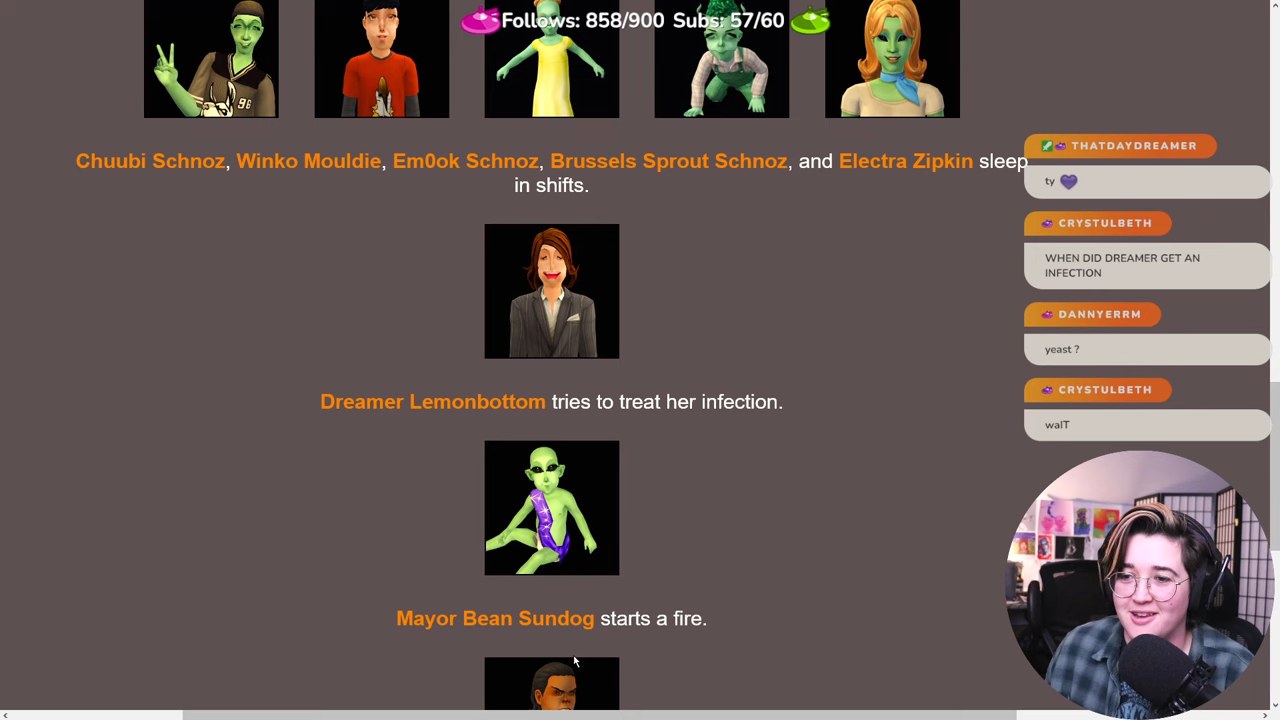 Follows: 858/900 Subs: 57/60
96
Chuubi Schnoz, Winko Mouldie, Em0ok Schnoz, Brussels Sprout Schnoz, and Electra Zipkin sleep
in shifts.
Dreamer Lemonbottom tries to treat her infection.
Mayor Bean Sundog starts a fire.
THATDAYDREAMER
ty
CRYSTULBETH
WHEN DID DREAMER GET AN
INFECTION
DANNYERRM
yeast ?
CRYSTULBETH
waIT